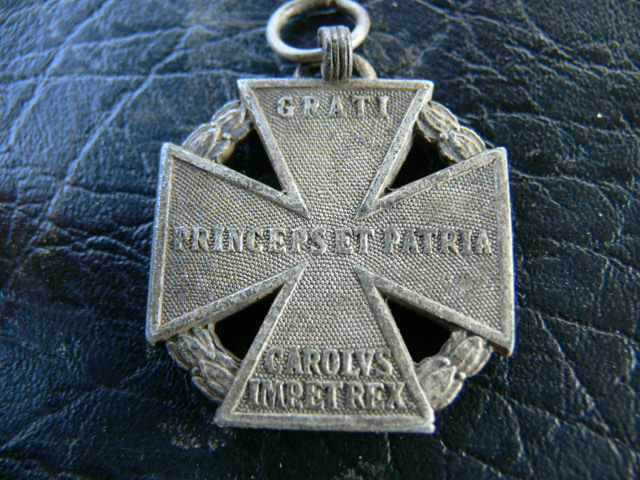 GRATI
PRINCEPS ET PATRIA
CAROLVS
IMP.ET REX